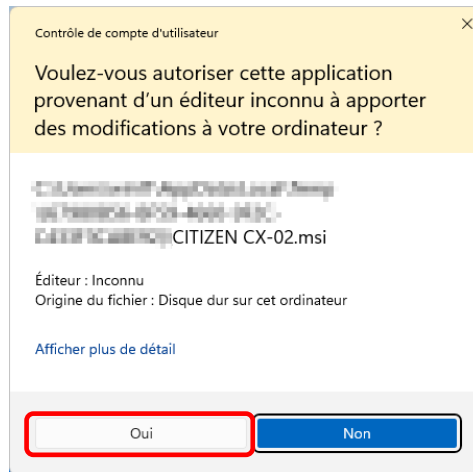 Contrôle de compte d'utilisateur
Voulez-vous autoriser cette application
provenant d'un éditeur inconnu à apporter
des modifications à votre ordinateur ?
CITIZEN CX-02.msi
Éditeur : Inconnu
Origine du fichier : Disque dur sur cet ordinateur
Afficher plus de détail
Oui
Non